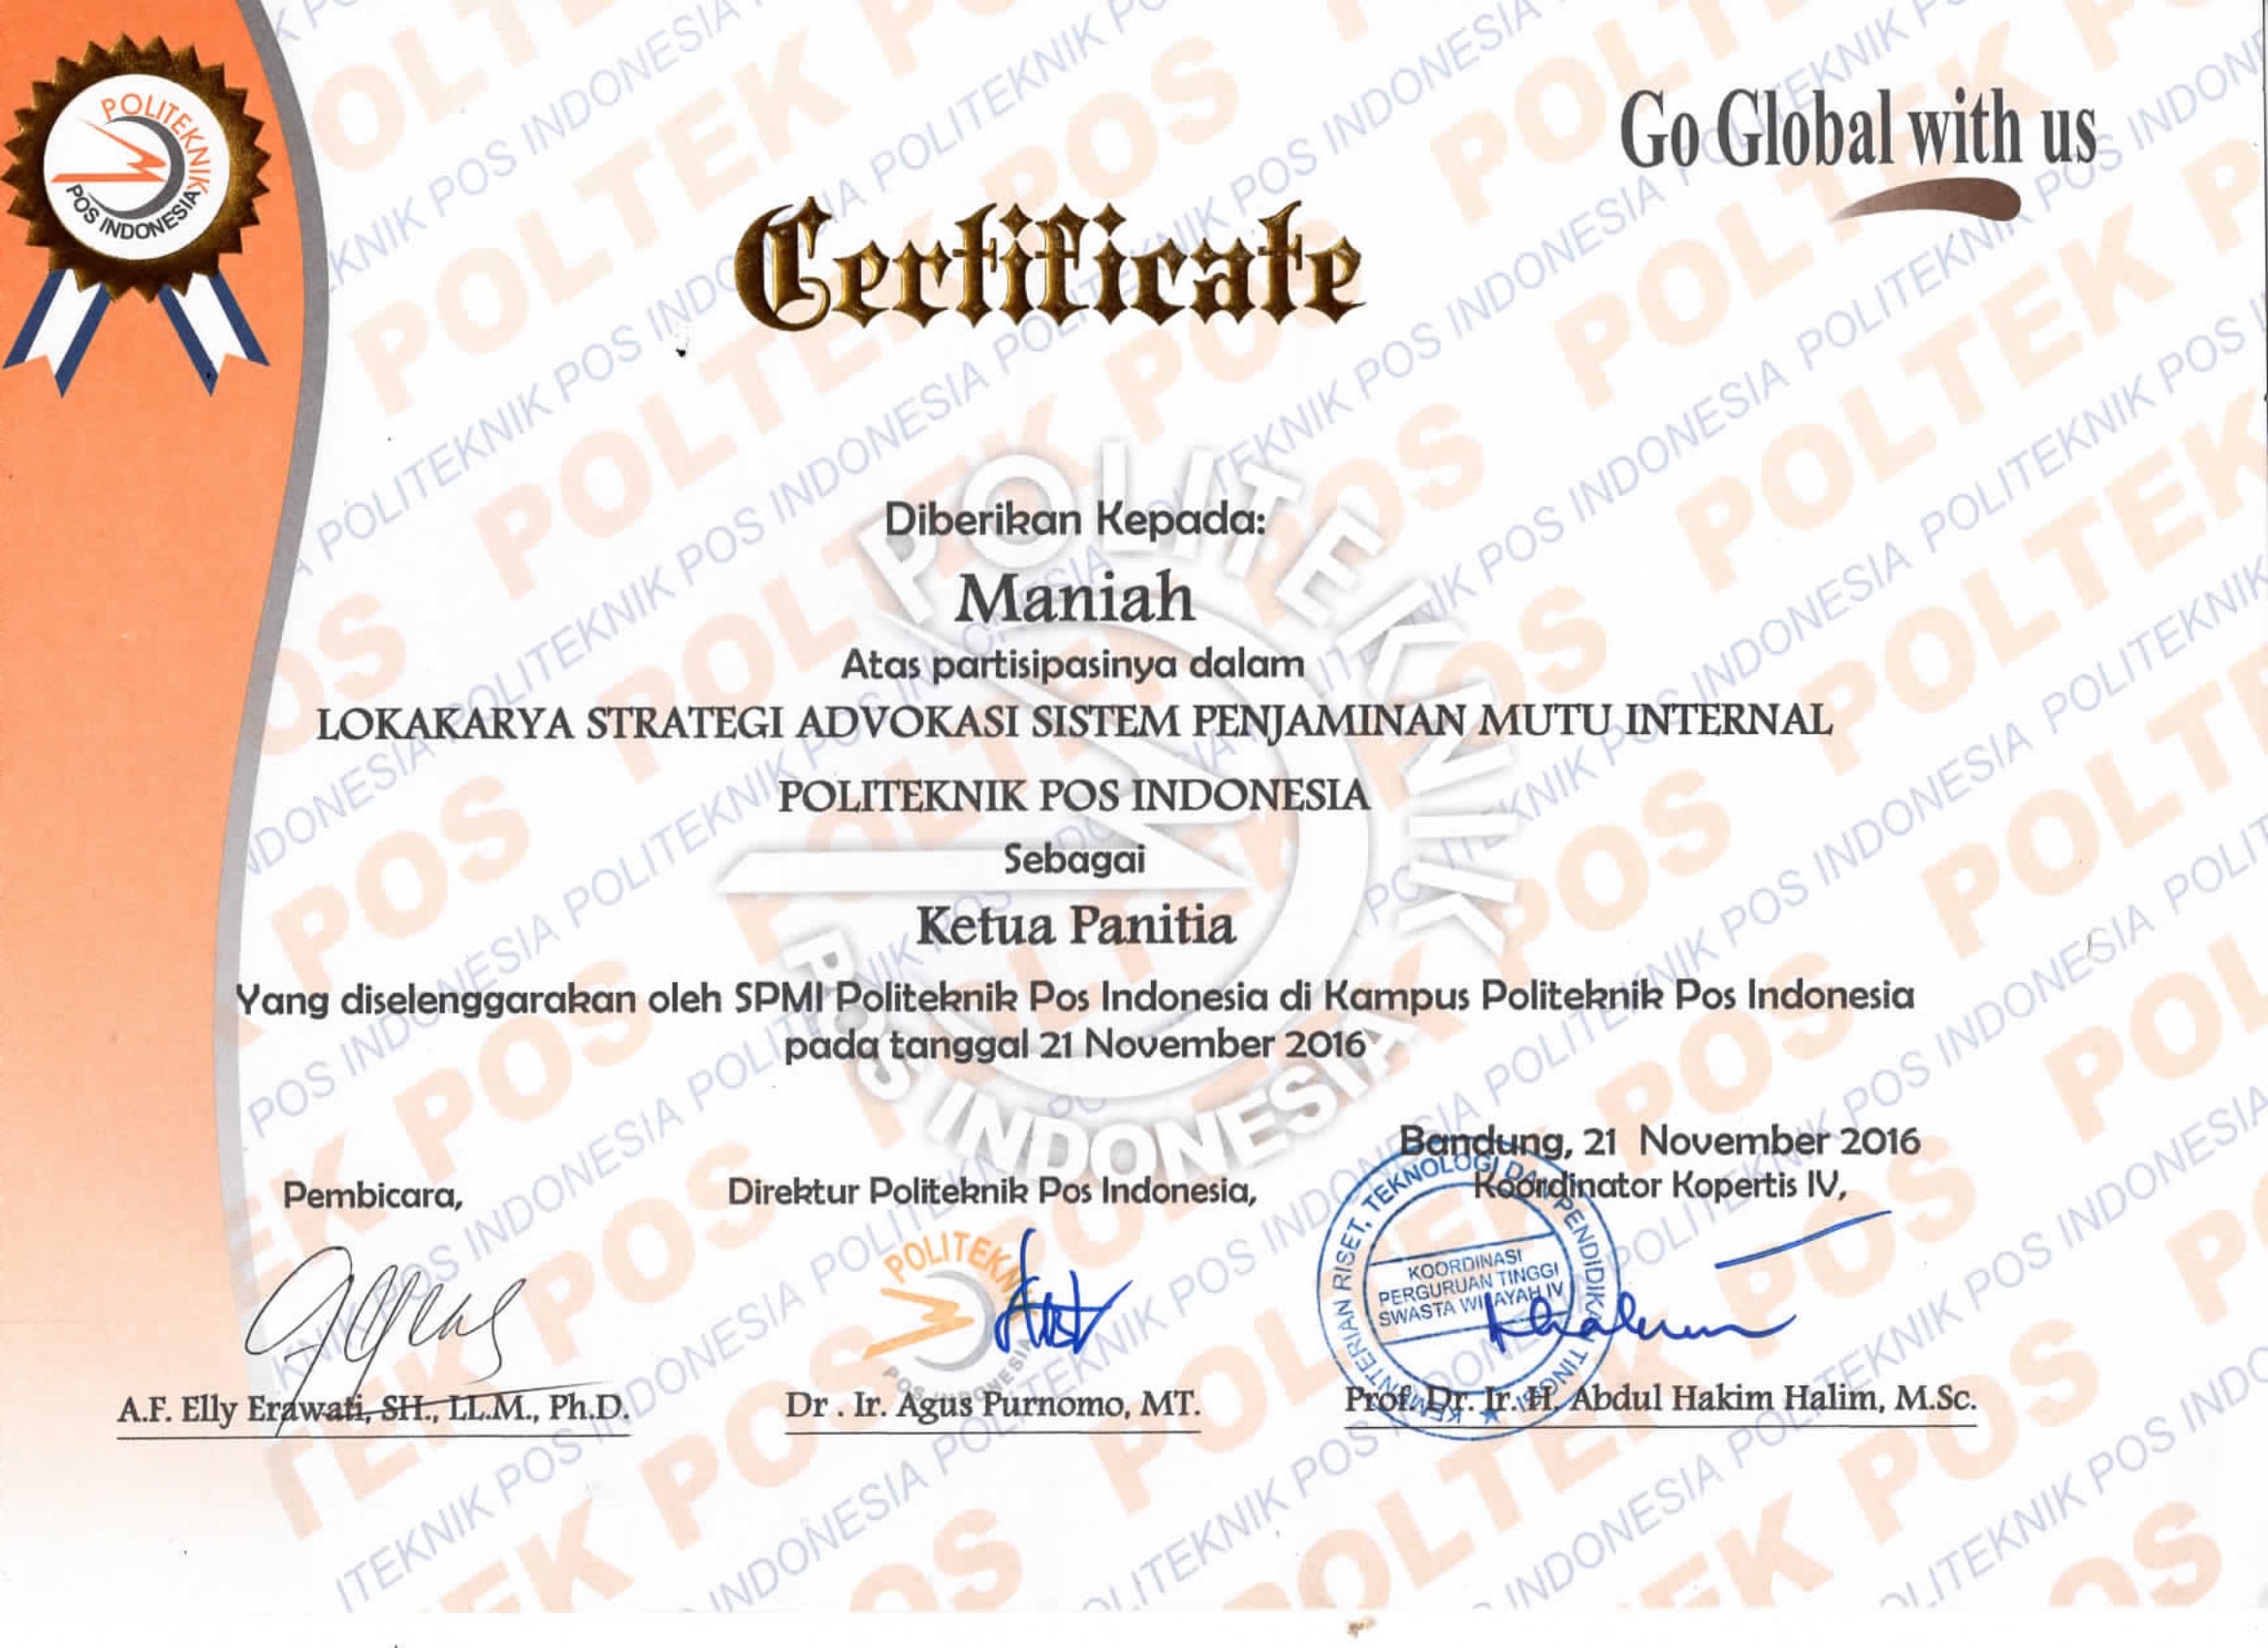 POLITEKNIK
POS INDONESIA
Go Global with us
Certificate
Diberikan Kepada:
Maniah
Atas partisipasinya dalam
LOKAKARYA STRATEGI ADVOKASI SISTEM PENJAMINAN MUTU INTERNAL
POLITEKNIK POS INDONESIA
Sebagai
Ketua Panitia
Yang diselenggarakan oleh SPMI Politeknik Pos Indonesia di Kampus Politeknik Pos Indonesia
pada tanggal 21 November 2016
Bandung, 21 November 2016
Pembicara,
Direktur Politeknik Pos Indonesia,
Koordinator Kopertis IV,
POLITEKNIK
POS INDONESIA
KEMENTERIAN RISET, TEKNOLOGI DAN PENDIDIKAN TINGGI
KOORDINASI
PERGURUAN TINGGI
SWASTA WILAYAH IV
A.F. Elly Erawati, SH., LL.M., Ph.D.
Dr . Ir. Agus Purnomo, MT.
Prof. Dr. Ir. H. Abdul Hakim Halim, M.Sc.